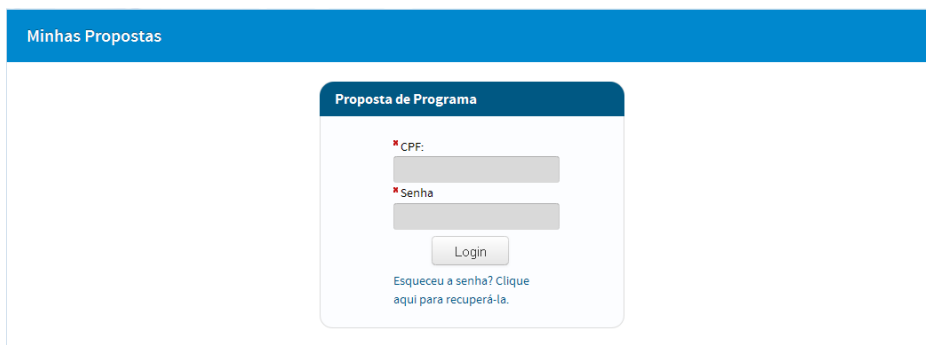 Minhas Propostas
Proposta de Programa
✖ CPF:
✖ Senha
Login
Esqueceu a senha? Clique
aqui para recuperá-la.